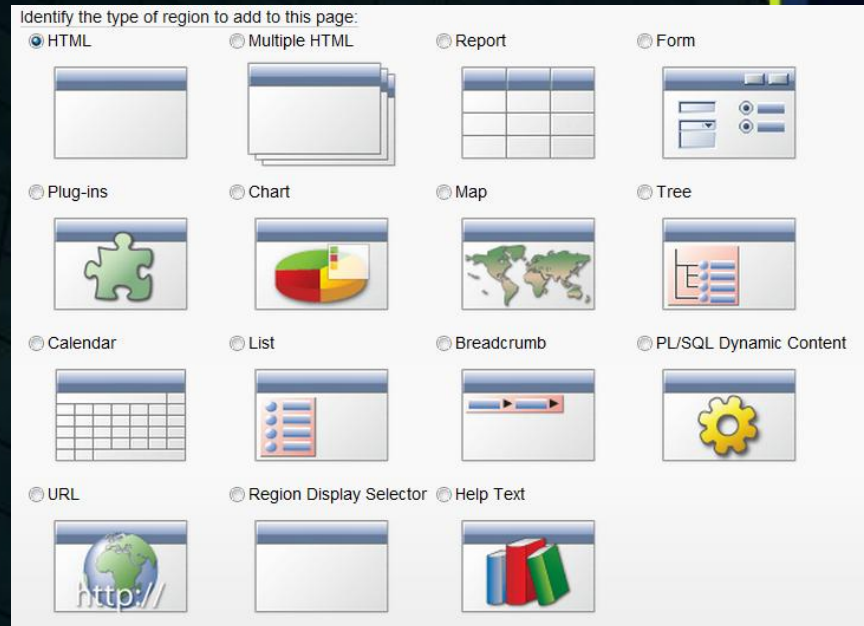 Identify the type of region to add to this page:
HTML
Multiple HTML
Report
Form
Plug-ins
Chart
Map
Tree
Calendar
List
Breadcrumb
PL/SQL Dynamic Content
URL
Region Display Selector
Help Text
http://